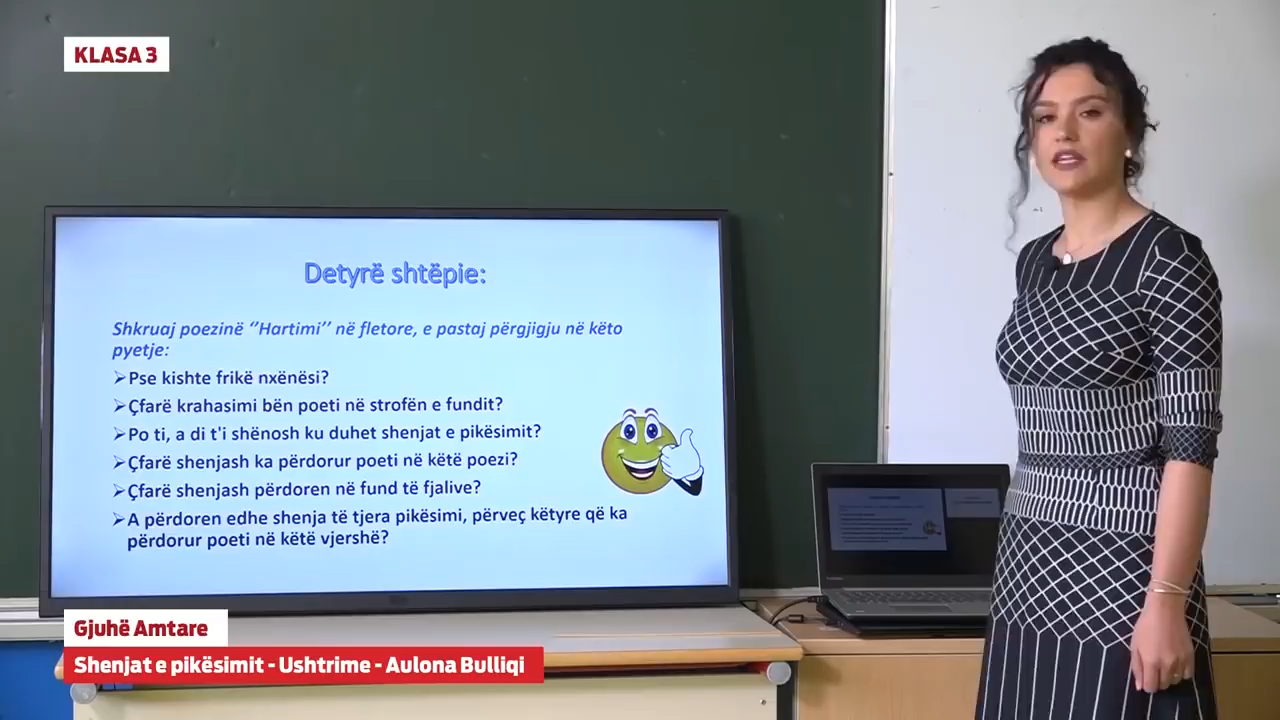 KLASA 3
Detyrë shtëpie:
Shkruaj poezinë ‘’Hartimi’’ në fletore, e pastaj përgjigju në këto
pyetje:
➢Pse kishte frikë nxënësi?
➢Çfarë krahasimi bën poeti në strofën e fundit?
➢Po ti, a di t'i shënosh ku duhet shenjat e pikësimit?
➢Çfarë shenjash ka përdorur poeti në këtë poezi?
➢Çfarë shenjash përdoren në fund të fjalive?
➢A përdoren edhe shenja të tjera pikësimi, përveç këtyre që ka
përdorur poeti në këtë vjershë?
Gjuhë Amtare
Shenjat e pikësimit - Ushtrime - Aulona Bulliqi